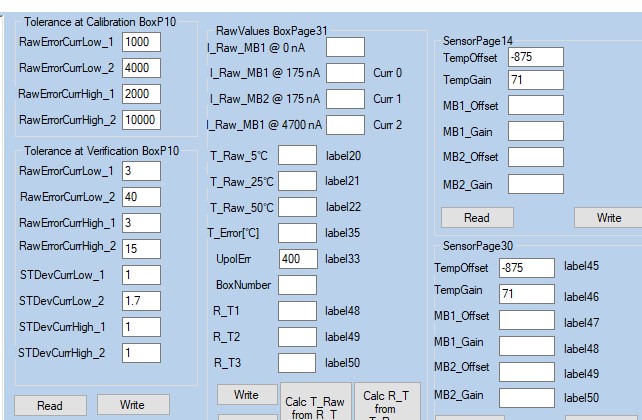 Tolerance at Calibration BoxP10
RawErrorCurrLow_1 1000
RawErrorCurrLow_2 4000
RawErrorCurrHigh_1 2000
RawErrorCurrHigh_2 10000
Tolerance at Verification BoxP10
RawErrorCurrLow_1 3
RawErrorCurrLow_2 40
RawErrorCurrHigh_1 3
RawErrorCurrHigh_2 15
STDevCurrLow_1 1
STDevCurrLow_2 1.7
STDevCurrHigh_1 1
STDevCurrHigh_2 1
Read Write
RawValues BoxPage31
I_Raw_MB1 @ 0 nA
I_Raw_MB1 @ 175 nA Curr 0
I_Raw_MB2 @ 175 nA Curr 1
I_Raw_MB1 @ 4700 nA Curr 2
T_Raw_5°C label20
T_Raw_25°C label21
T_Raw_50°C label22
T_Error[°C] label35
UpolErr 400 label33
BoxNumber
R_T1 label48
R_T2 label49
R_T3 label50
Write
Calc T_Raw
from R_T
Calc R_T
from
SensorPage14
TempOffset -875
TempGain 71
MB1_Offset
MB1_Gain
MB2_Offset
MB2_Gain
Read Write
SensorPage30
TempOffset -875 label45
TempGain 71 label46
MB1_Offset label47
MB1_Gain label48
MB2_Offset label49
MB2_Gain label50